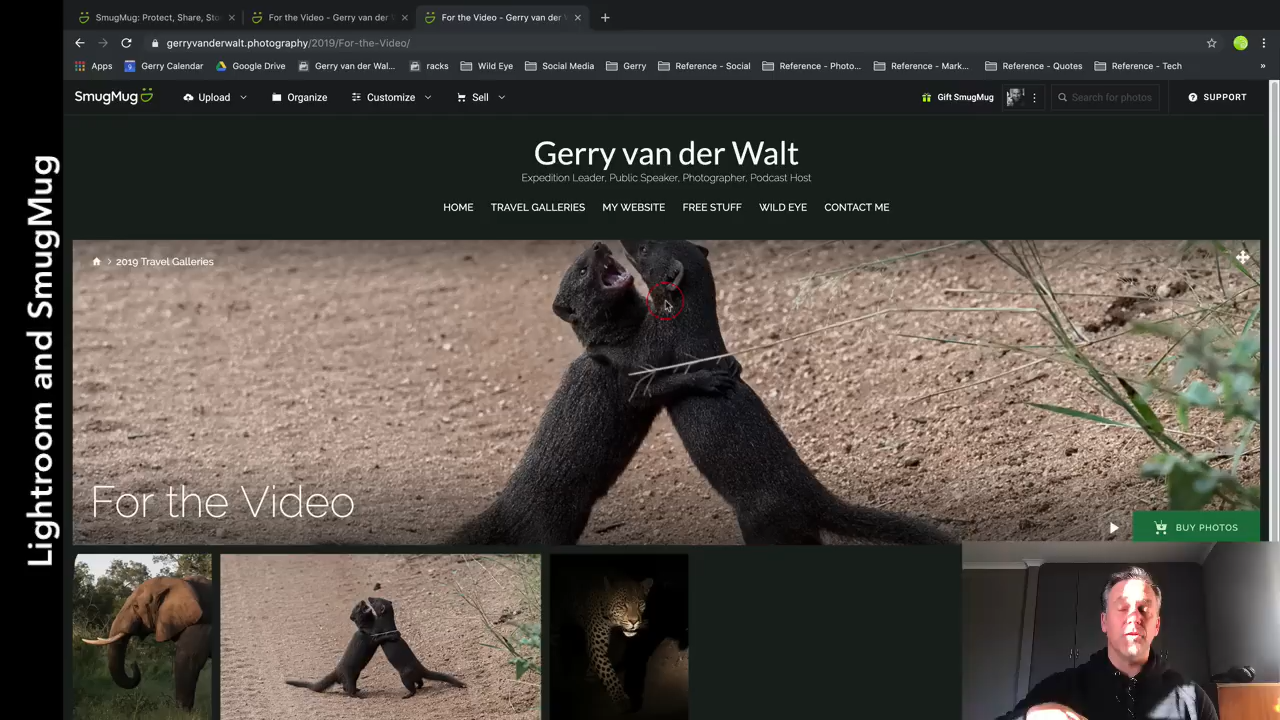 SmugMug: Protect, Share, Sto
For the Video - Gerry van der
For the Video - Gerry van der
gerryvanderwalt.photography/2019/For-the-Video/
Apps
Gerry Calendar
Google Drive
Gerry van der Wal...
racks
Wild Eye
Social Media
Gerry
Reference - Social
Reference - Photo...
Reference - Mark...
Reference - Quotes
Reference - Tech
»
SmugMug
Upload
Organize
Customize
Sell
Gift SmugMug
Search for photos
SUPPORT
Gerry van der Walt
Expedition Leader, Public Speaker, Photographer, Podcast Host
HOME
TRAVEL GALLERIES
MY WEBSITE
FREE STUFF
WILD EYE
CONTACT ME
2019 Travel Galleries
For the Video
BUY PHOTOS
Lightroom and SmugMug